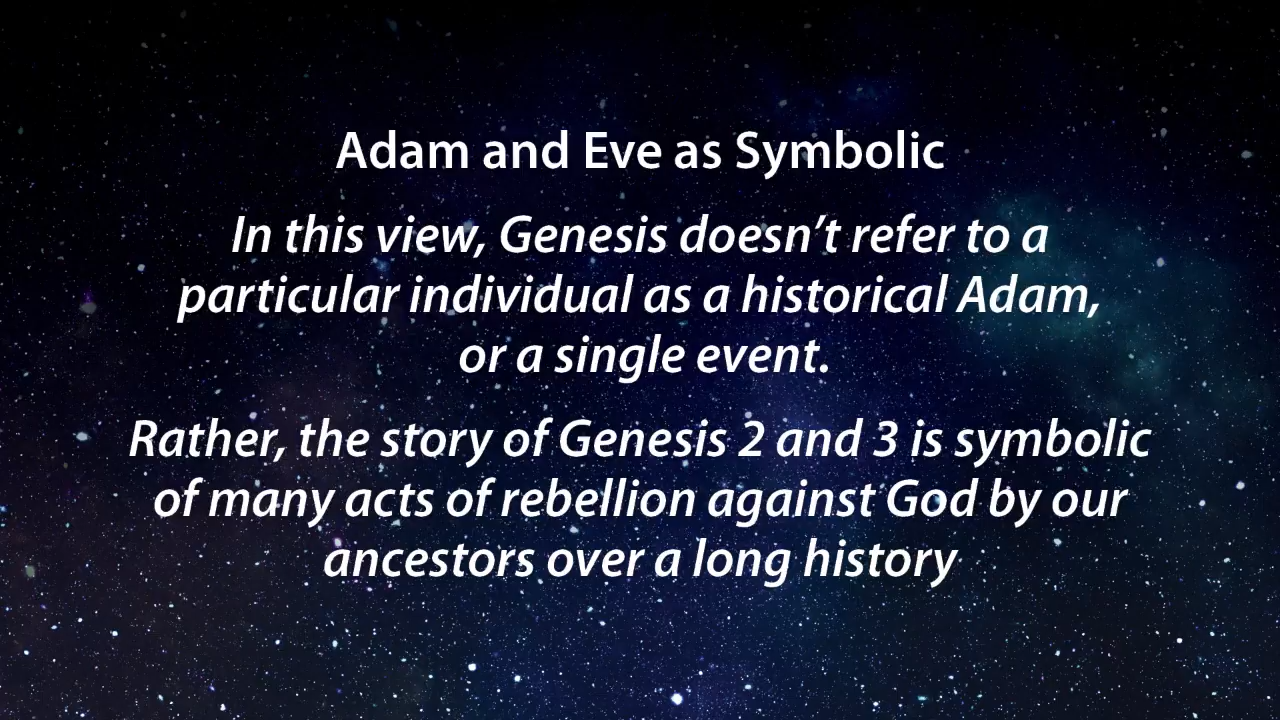 Adam and Eve as Symbolic
In this view, Genesis doesn’t refer to a
particular individual as a historical Adam,
or a single event.
Rather, the story of Genesis 2 and 3 is symbolic
of many acts of rebellion against God by our
ancestors over a long history